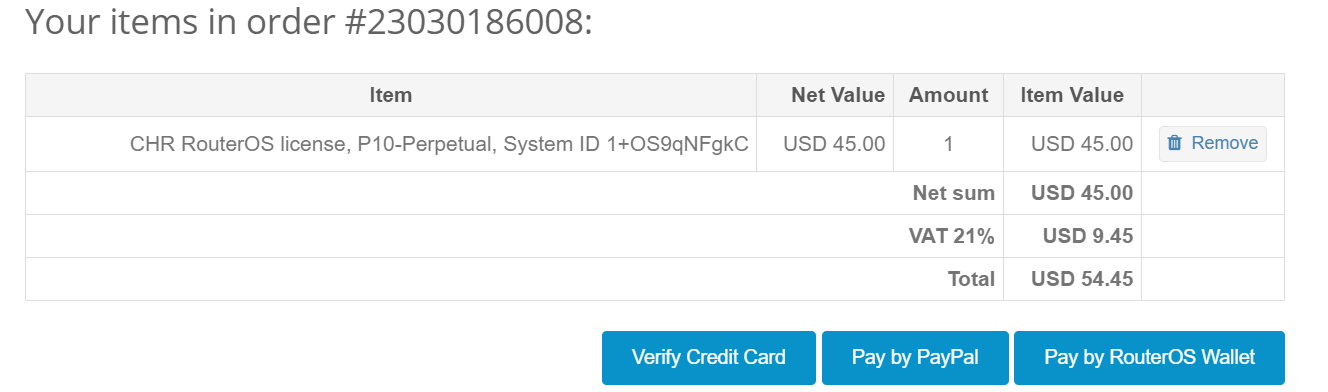 Your items in order #23030186008:
Item Net Value Amount Item Value
CHR RouterOS license, P10-Perpetual, System ID 1+OS9qNFgkC USD 45.00 1 USD 45.00 Remove
Net sum USD 45.00
VAT 21% USD 9.45
Total USD 54.45
Verify Credit Card Pay by PayPal Pay by RouterOS Wallet